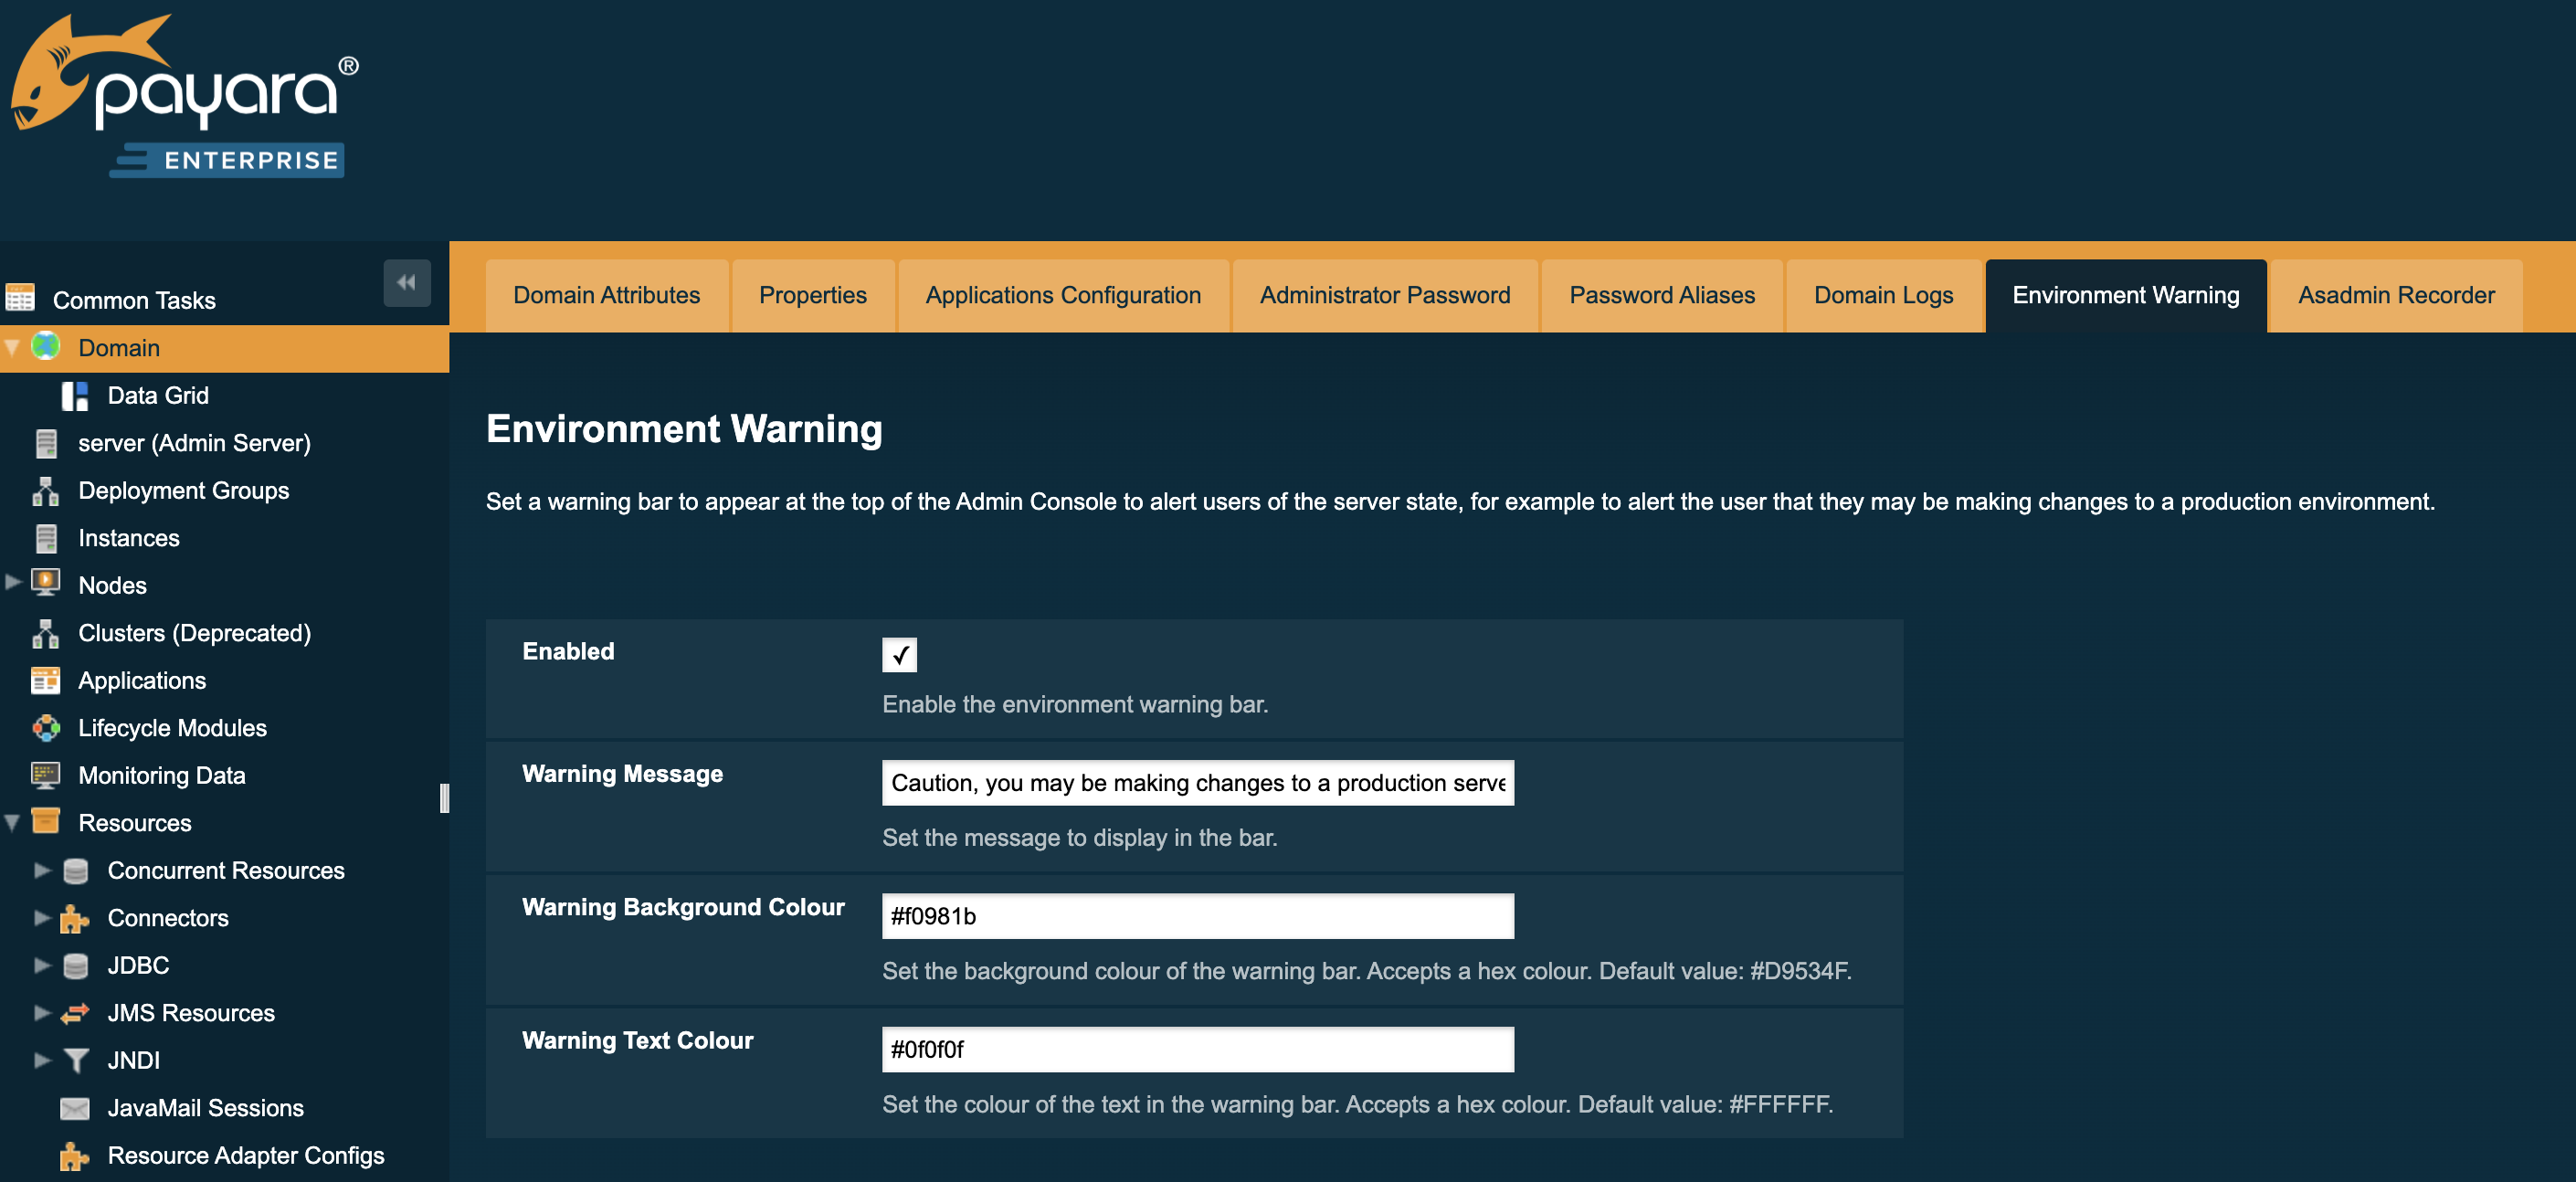 payara®
ENTERPRISE
Common Tasks
Domain
Data Grid
server (Admin Server)
Deployment Groups
Instances
Nodes
Clusters (Deprecated)
Applications
Lifecycle Modules
Monitoring Data
Resources
Concurrent Resources
Connectors
JDBC
JMS Resources
JNDI
JavaMail Sessions
Resource Adapter Configs
Domain Attributes Properties Applications Configuration Administrator Password Password Aliases Domain Logs Environment Warning Asadmin Recorder
Environment Warning
Set a warning bar to appear at the top of the Admin Console to alert users of the server state, for example to alert the user that they may be making changes to a production environment.
Enabled
Enable the environment warning bar.
Warning Message Caution, you may be making changes to a production serve
Set the message to display in the bar.
Warning Background Colour #f0981b
Set the background colour of the warning bar. Accepts a hex colour. Default value: #D9534F.
Warning Text Colour #0f0f0f
Set the colour of the text in the warning bar. Accepts a hex colour. Default value: #FFFFFF.